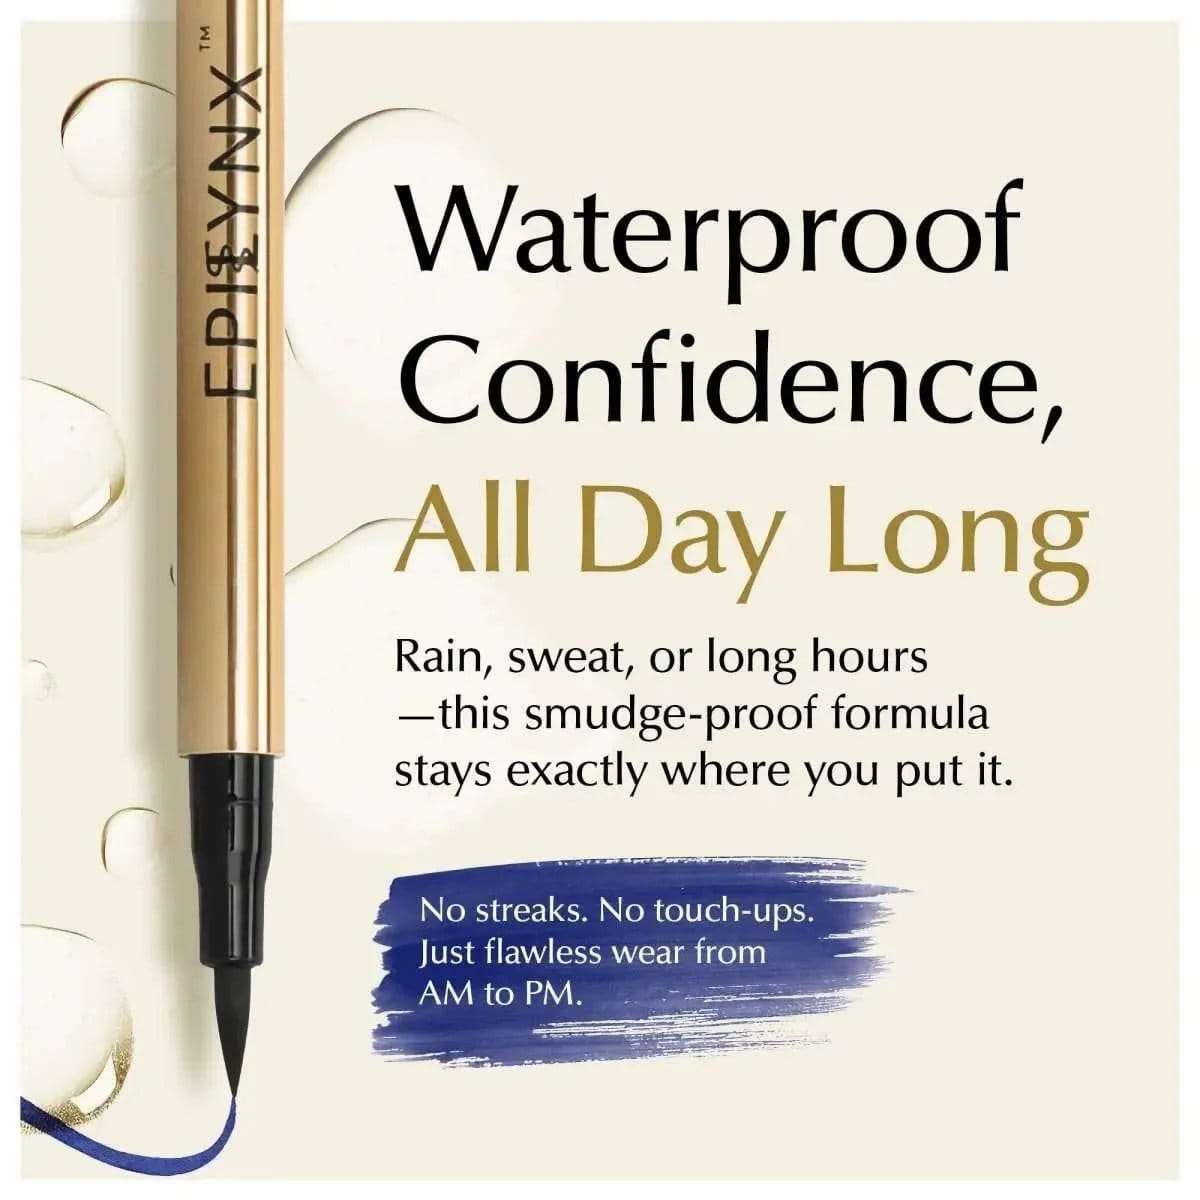 EPILYNX™
Waterproof
Confidence,
All Day Long
Rain, sweat, or long hours
—this smudge-proof formula
stays exactly where you put it.
No streaks. No touch-ups.
Just flawless wear from
AM to PM.